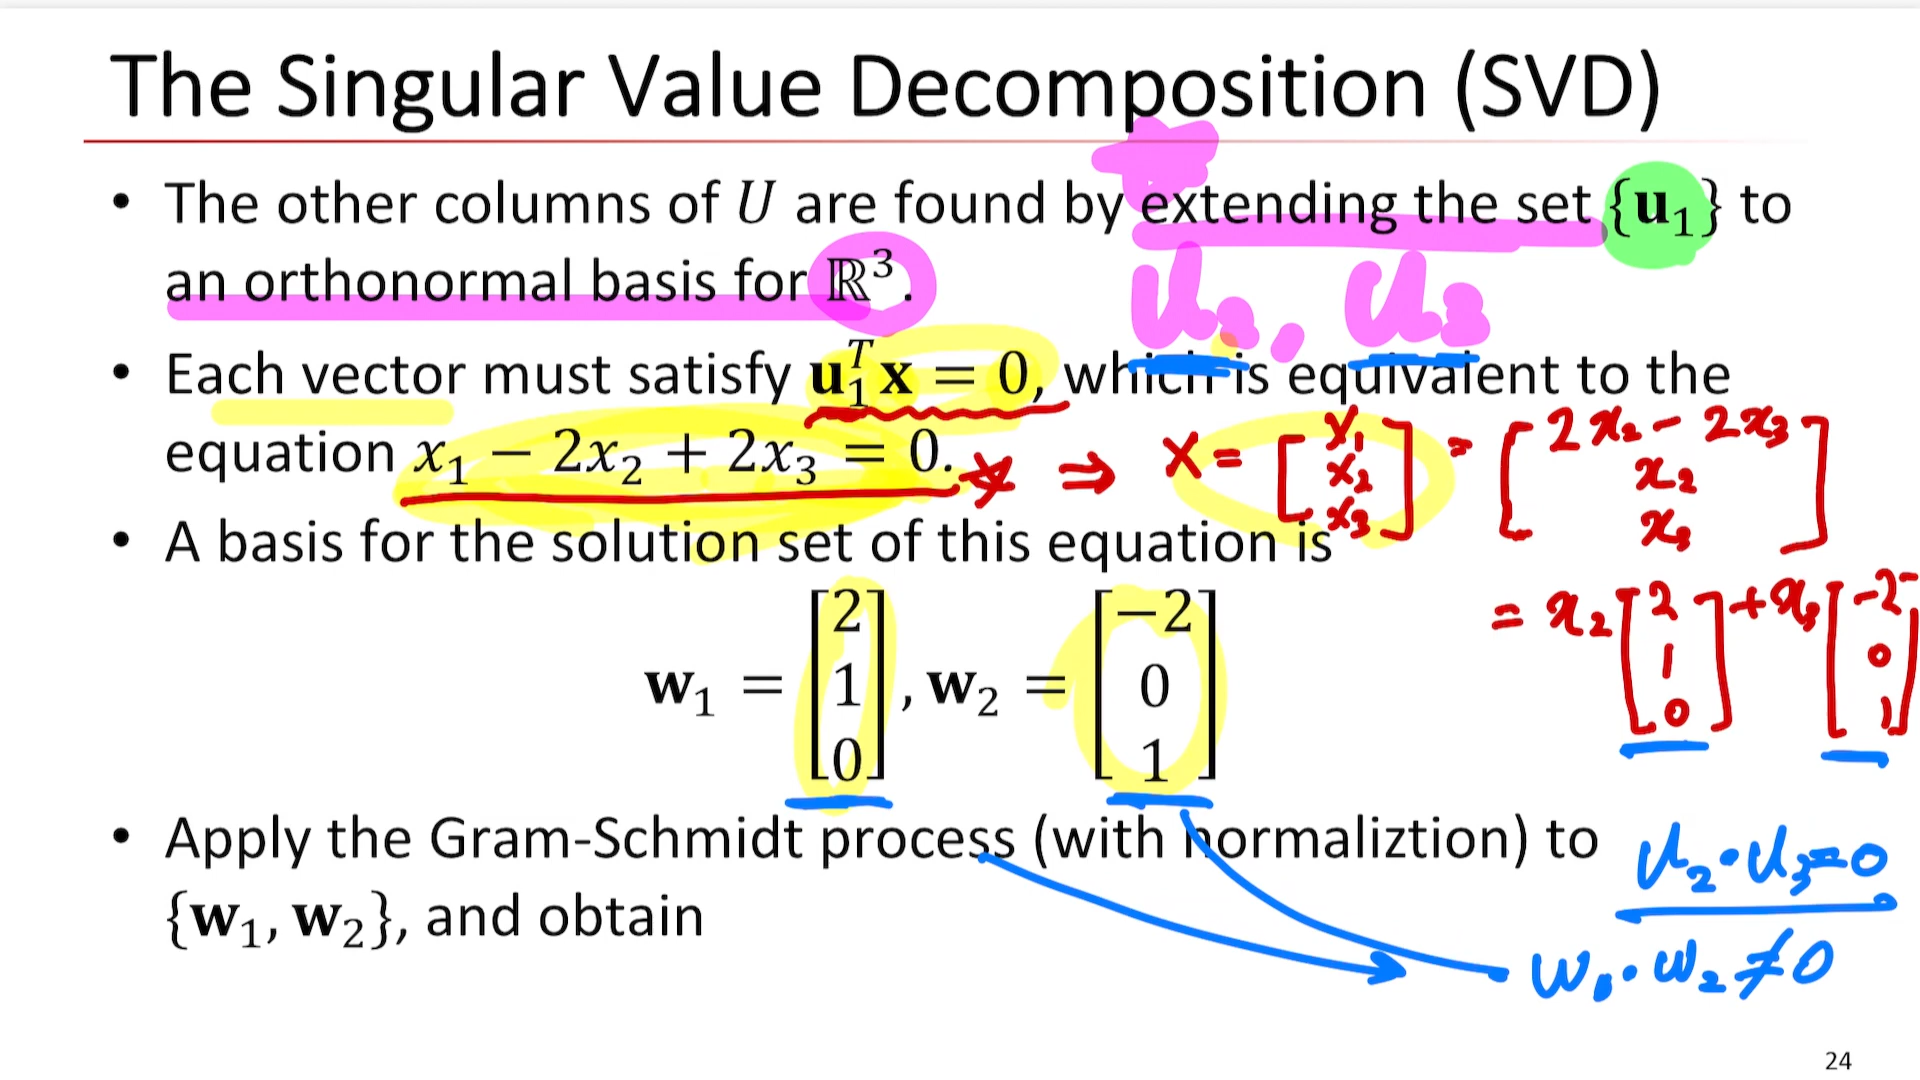 The Singular Value Decomposition (SVD)
• The other columns of U are found by extending the set {u₁} to
an orthonormal basis for ℝ³.
u₂, u₃
• Each vector must satisfy u₁ᵀx = 0, which is equivalent to the
equation x₁ − 2x₂ + 2x₃ = 0. ⇒ x = [x₁ x₂ x₃] = [2x₂ − 2x₃ x₂ x₃]
• A basis for the solution set of this equation is
= x₂ [2 1 0] + x₃ [−2 0 1]
w₁ = [2 1 0], w₂ = [−2 0 1]
• Apply the Gram-Schmidt process (with normaliztion) to
{w₁, w₂}, and obtain
u₂·u₃=0
w₁·w₂≠0
24